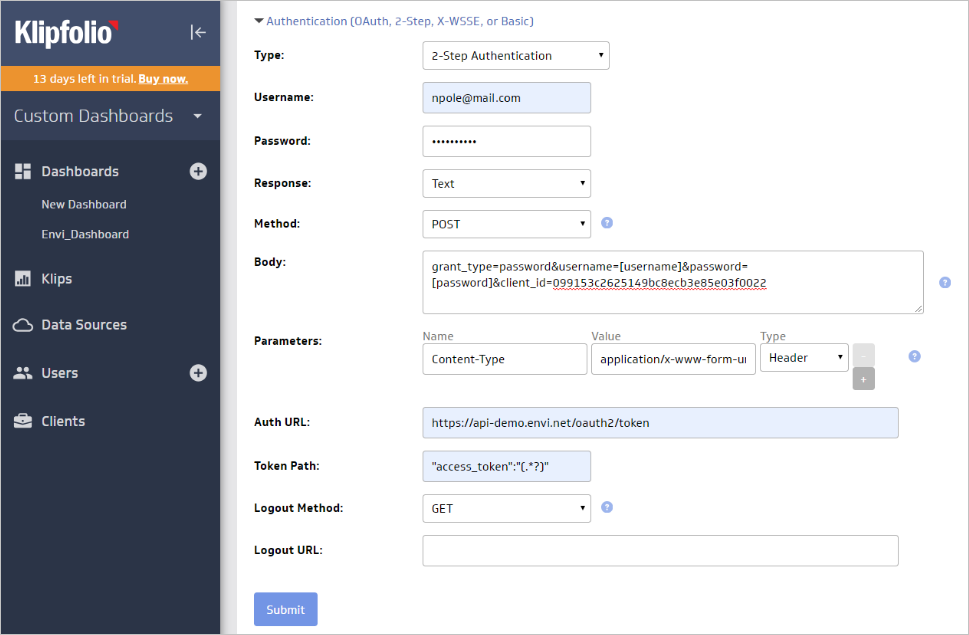 Klipfolio
13 days left in trial. Buy now.
Custom Dashboards
Dashboards
New Dashboard
Envi_Dashboard
Klips
Data Sources
Users
Clients
Authentication (OAuth, 2-Step, X-WSSE, or Basic)
Type: 2-Step Authentication
Username: npole@mail.com
Password: ••••••••••
Response: Text
Method: POST ?
Body: grant_type=password&username=[username]&password=
[password]&client_id=099153c2625149bc8ecb3e85e03f0022 ?
Name Value Type
Parameters: Content-Type application/x-www-form-ur Header - ?
+
Auth URL: https://api-demo.envi.net/oauth2/token
Token Path: "access_token":"(.*?)"
Logout Method: GET ?
Logout URL:
Submit